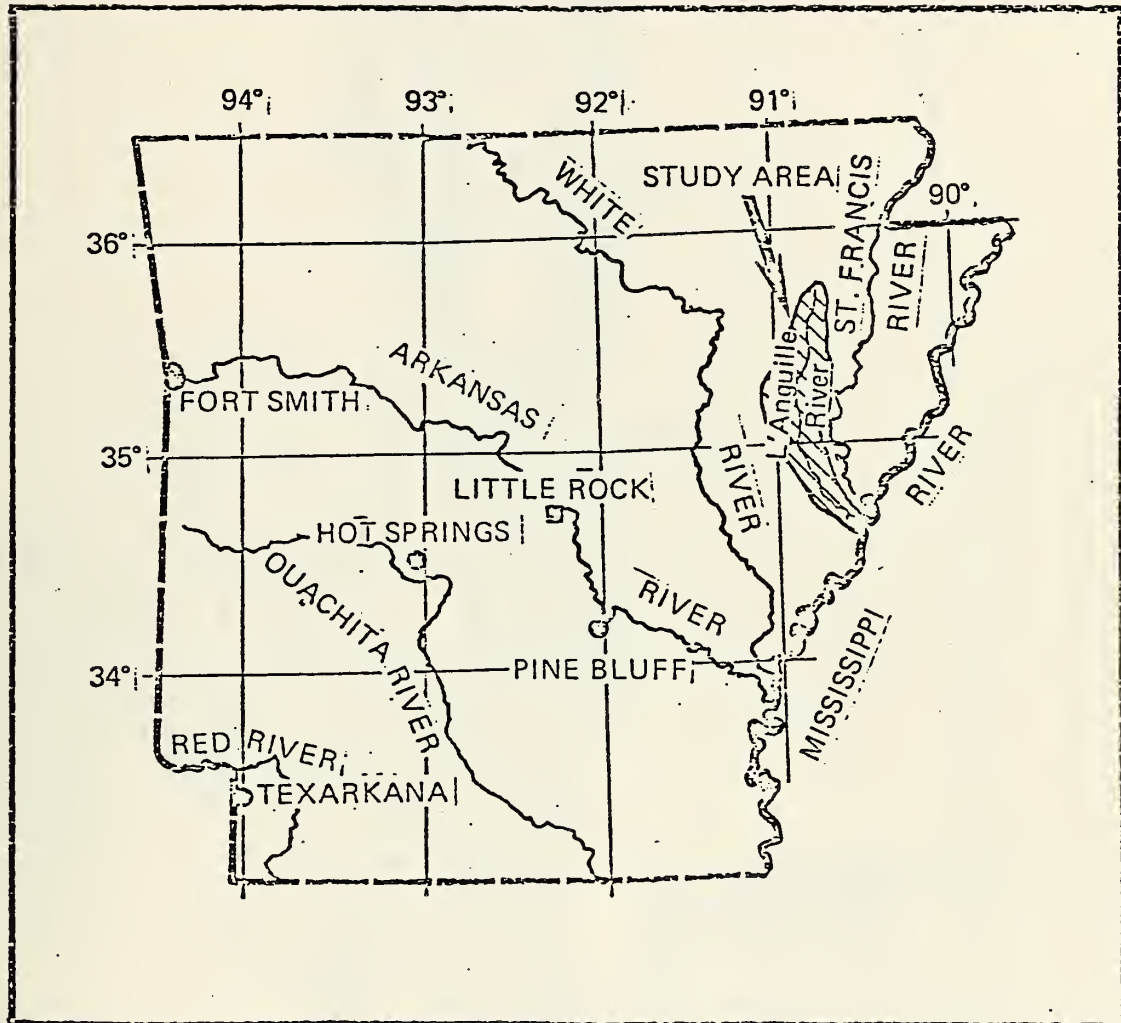 94° 93° 92° 91°
STUDY AREA
WHITE
ST. FRANCIS
RIVER
90°
36°
ARKANSAS
L'Anguille
River
FORT SMITH
35°
RIVER
RIVER
LITTLE ROCK
HOT SPRINGS
OUACHITA RIVER
RIVER
34°
PINE BLUFF
MISSISSIPPI
RED RIVER
TEXARKANA